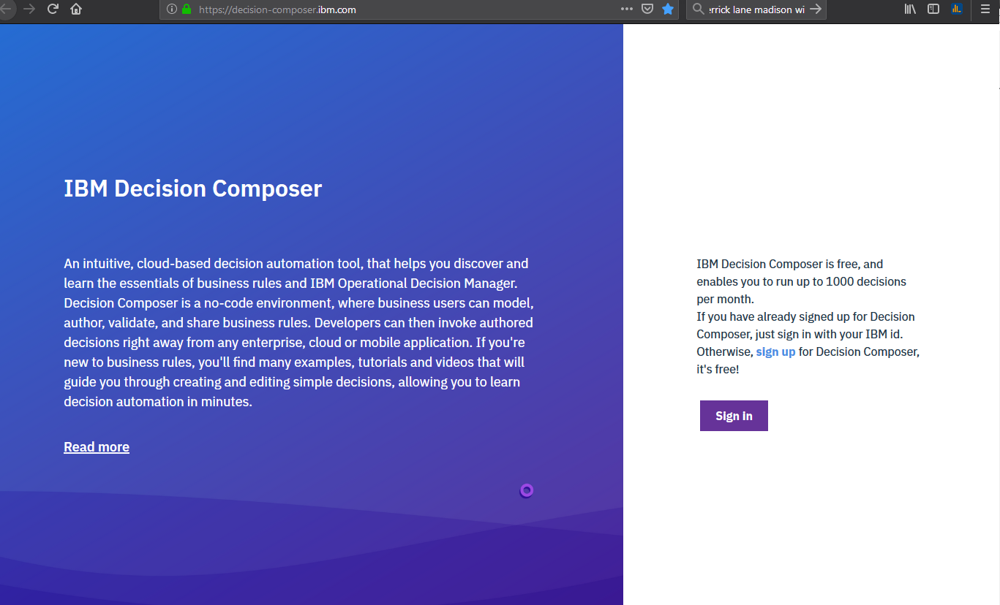 https://decision-composer.ibm.com
errick lane madison wi
IBM Decision Composer
An intuitive, cloud-based decision automation tool, that helps you discover and
learn the essentials of business rules and IBM Operational Decision Manager.
Decision Composer is a no-code environment, where business users can model,
author, validate, and share business rules. Developers can then invoke authored
decisions right away from any enterprise, cloud or mobile application. If you're
new to business rules, you'll find many examples, tutorials and videos that will
guide you through creating and editing simple decisions, allowing you to learn
decision automation in minutes.
Read more
IBM Decision Composer is free, and
enables you to run up to 1000 decisions
per month.
If you have already signed up for Decision
Composer, just sign in with your IBM id.
Otherwise, sign up for Decision Composer,
it's free!
Sign in